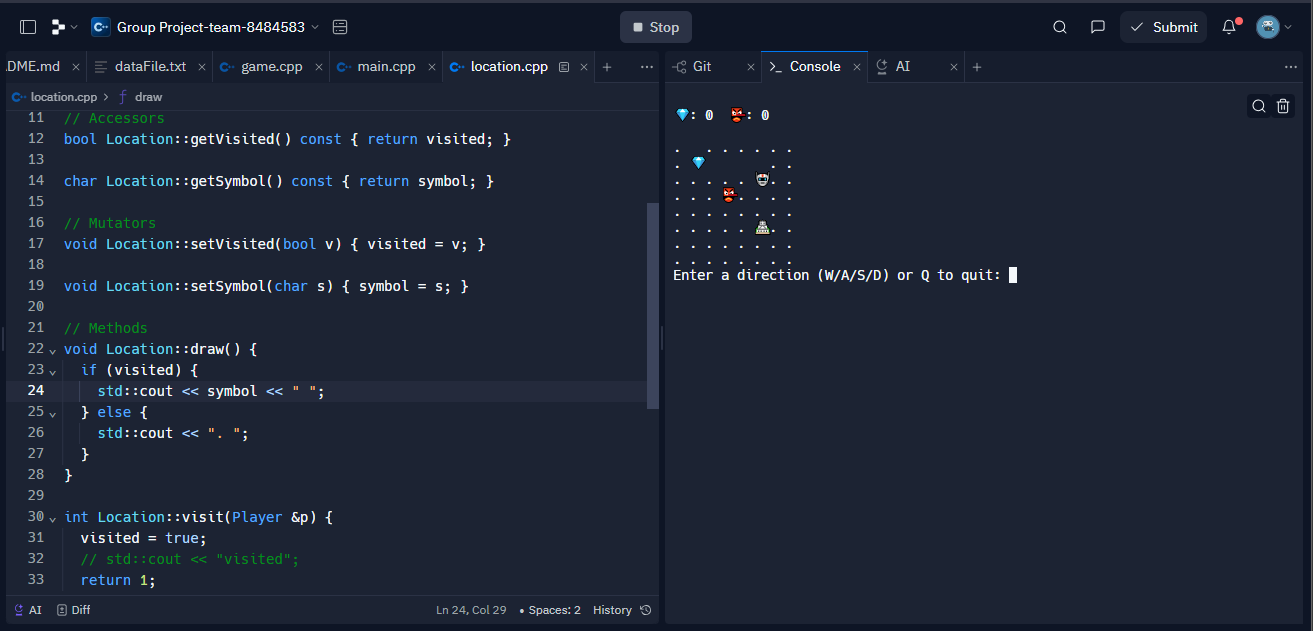 Group Project-team-8484583
Stop
Submit
DME.md
dataFile.txt
game.cpp
main.cpp
location.cpp
Git
Console
AI
location.cpp > draw
11 // Accessors
12 bool Location::getVisited() const { return visited; }
13
14 char Location::getSymbol() const { return symbol; }
15
16 // Mutators
17 void Location::setVisited(bool v) { visited = v; }
18
19 void Location::setSymbol(char s) { symbol = s; }
20
21 // Methods
22 void Location::draw() {
23 if (visited) {
24 std::cout << symbol << " ";
25 } else {
26 std::cout << ". ";
27 }
28 }
29
30 int Location::visit(Player &p) {
31 visited = true;
32 // std::cout << "visited";
33 return 1;
AI
Diff
Ln 24, Col 29
Spaces: 2
History
💎: 0 👺: 0
Enter a direction (W/A/S/D) or Q to quit: